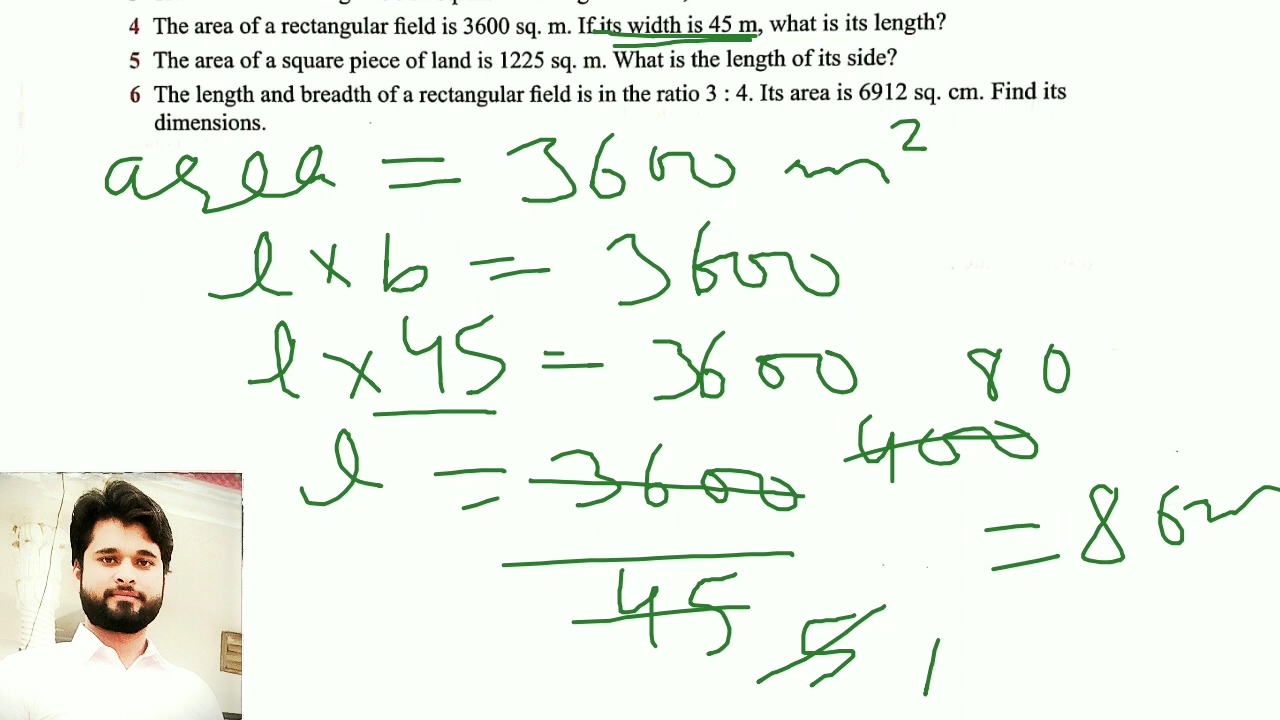 4 The area of a rectangular field is 3600 sq. m. If its width is 45 m, what is its length?
5 The area of a square piece of land is 1225 sq. m. What is the length of its side?
6 The length and breadth of a rectangular field is in the ratio 3 : 4. Its area is 6912 sq. cm. Find its
dimensions.
area = 3600 m²
l × b = 3600
l × 45 = 3600
80
400
l = 3600
= 80m
45
5 1